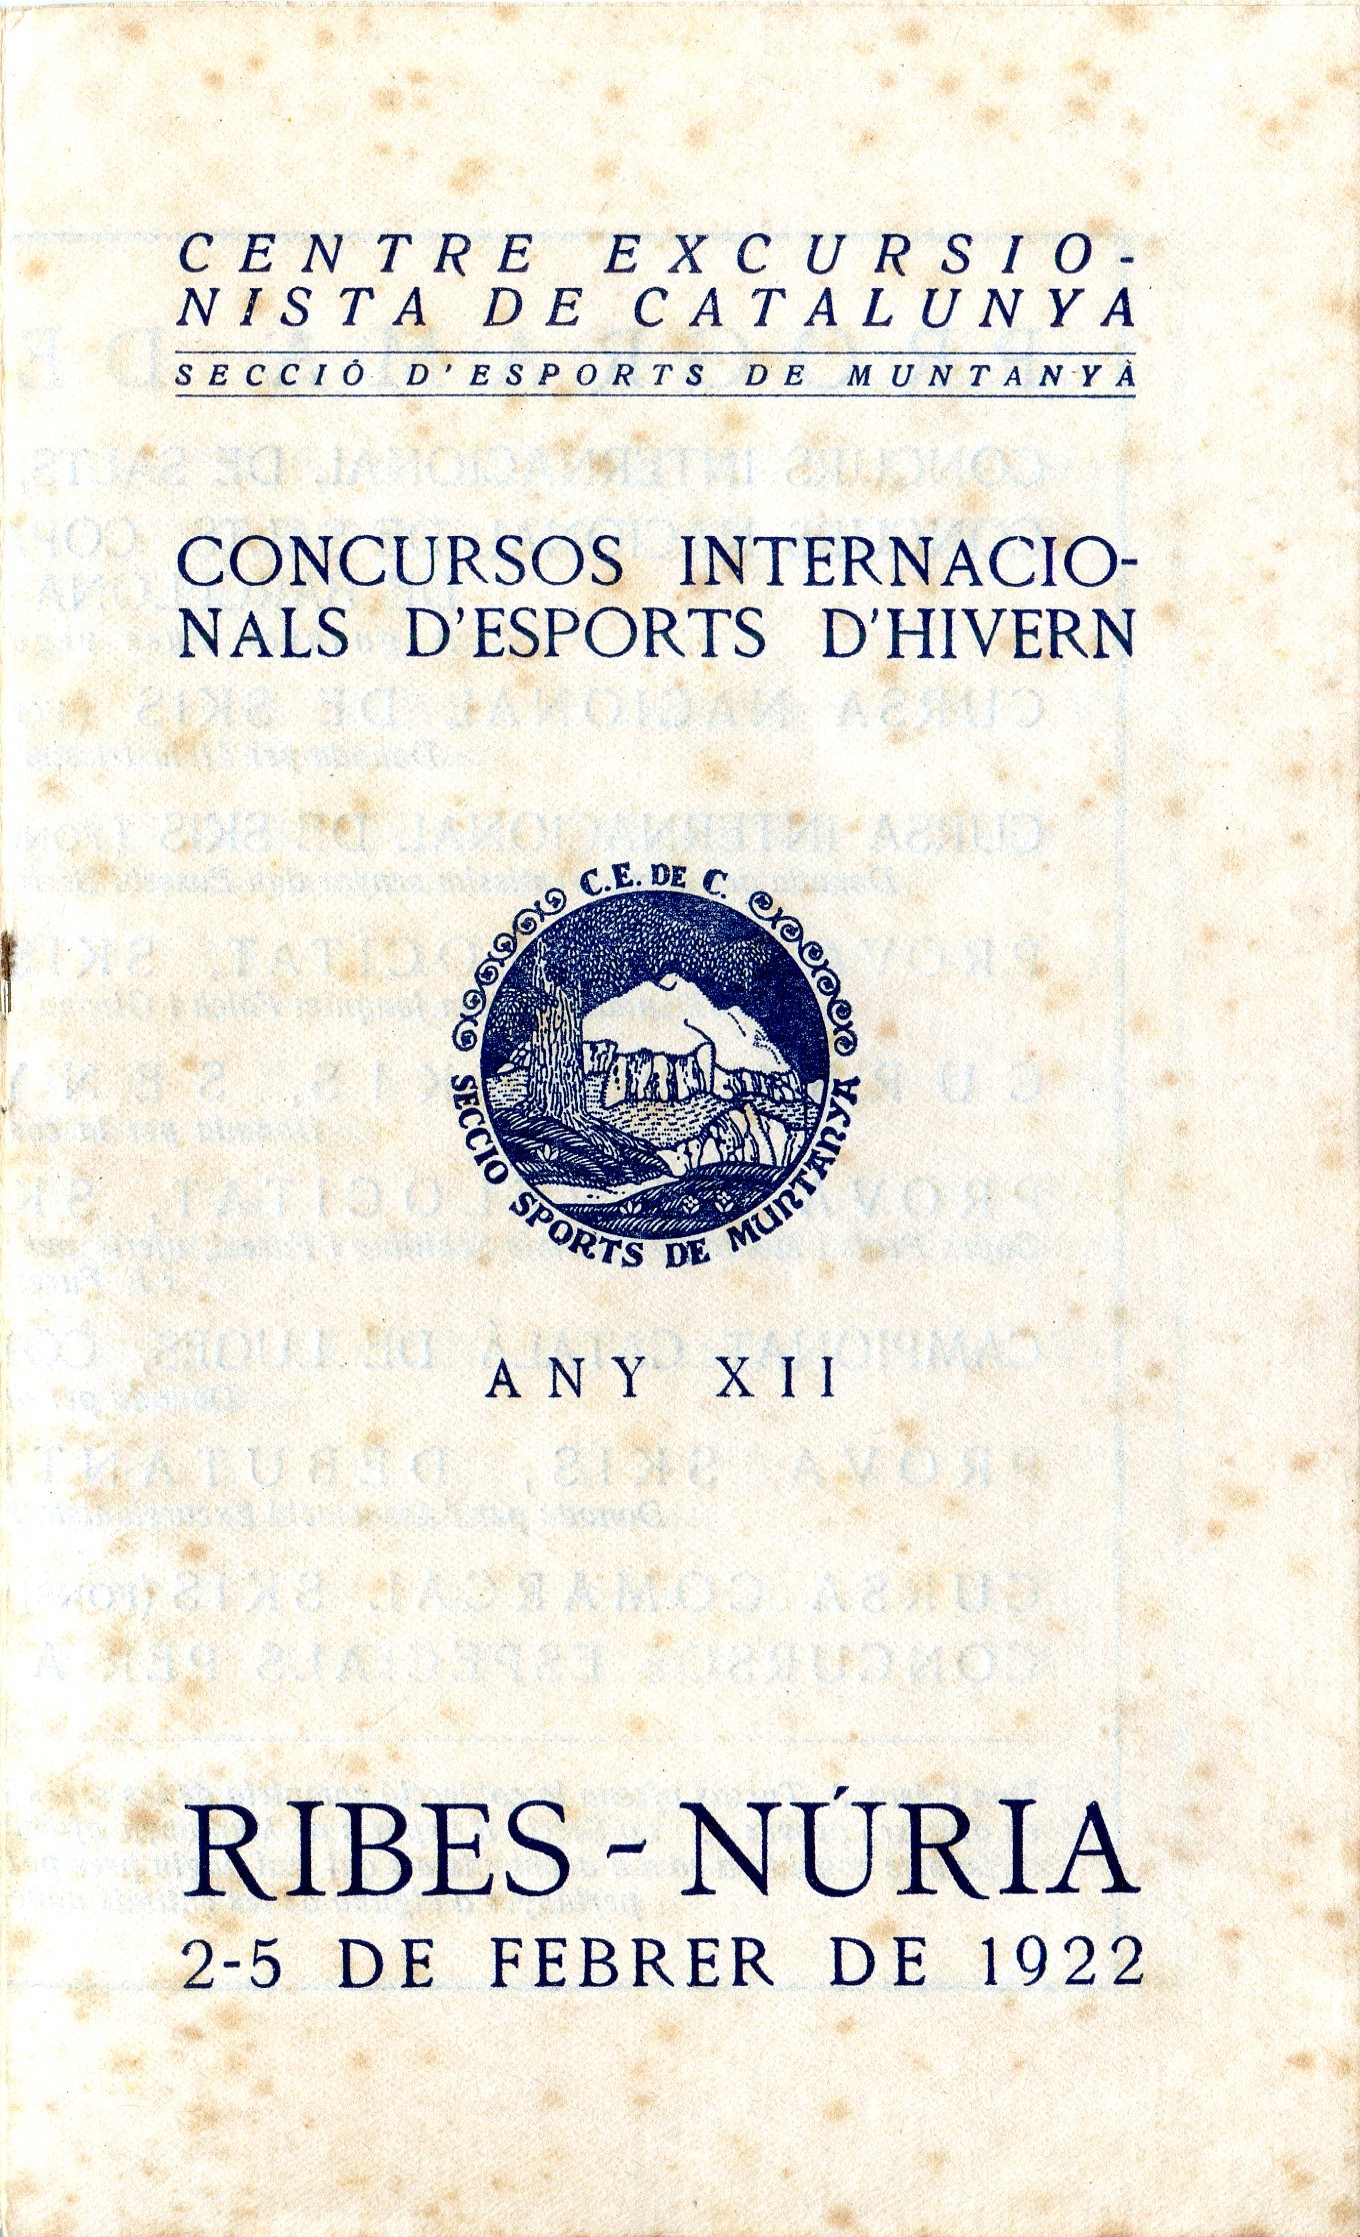 CENTRE EXCURSIO-
NISTA DE CATALUNYA
SECCIÓ D'ESPORTS DE MUNTANYÀ
CONCURSOS INTERNACIO-
NALS D'ESPORTS D'HIVERN
C. E. DE C.
SECCIO SPORTS DE MUNTANYA
ANY XII
RIBES - NÚRIA
2-5 DE FEBRER DE 1922